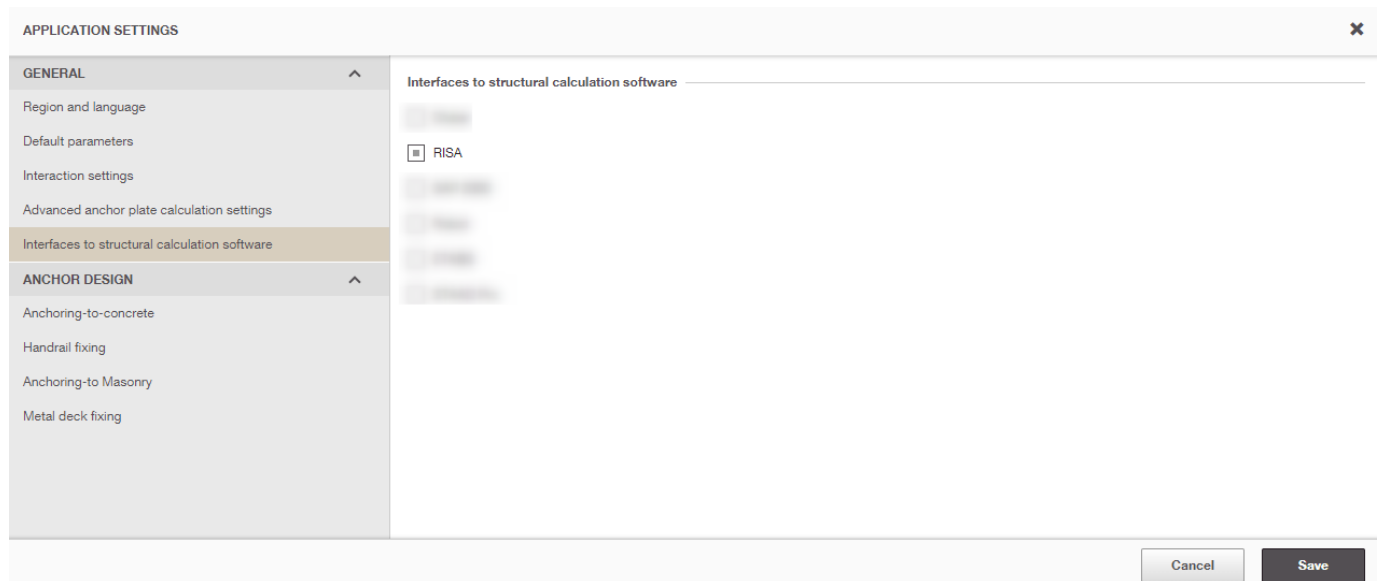 APPLICATION SETTINGS
GENERAL
Region and language
Default parameters
Interaction settings
Advanced anchor plate calculation settings
Interfaces to structural calculation software
ANCHOR DESIGN
Anchoring-to-concrete
Handrail fixing
Anchoring-to Masonry
Metal deck fixing
Interfaces to structural calculation software
RISA
Cancel
Save